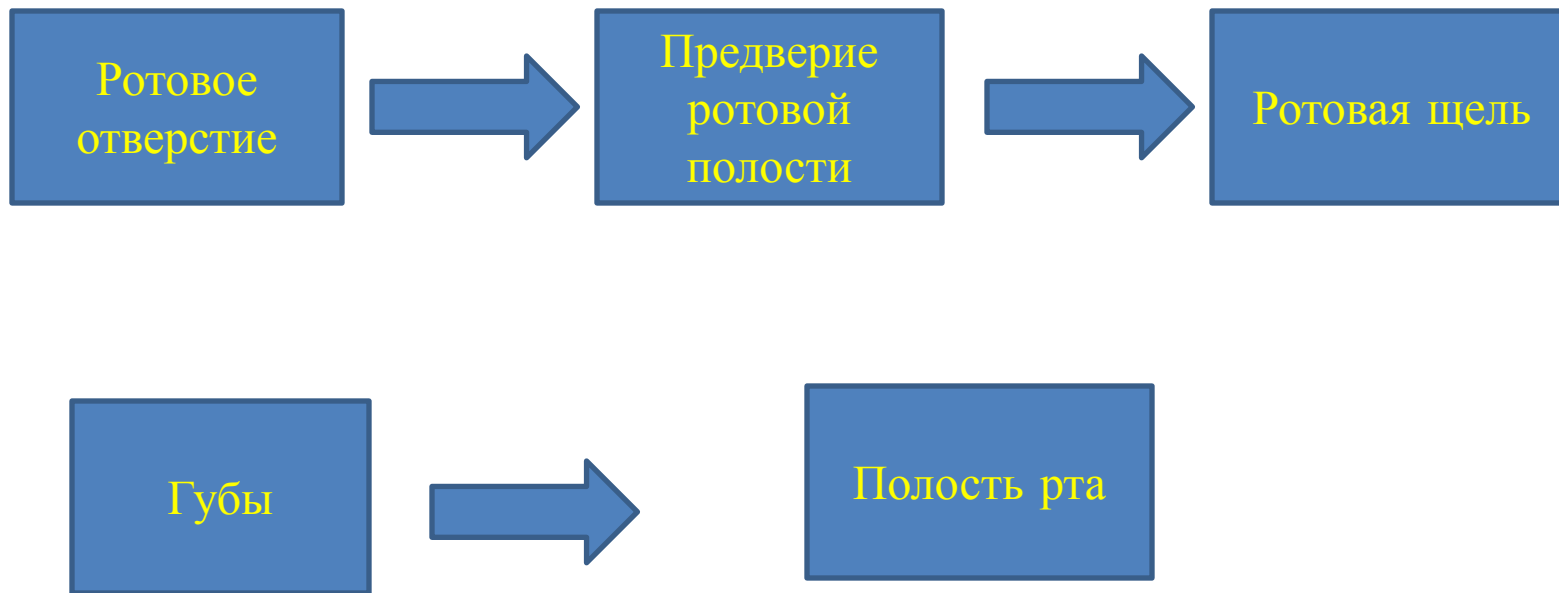 Ротовое
отверстие
Предверие
ротовой
полости
Ротовая щель
Губы
Полость рта